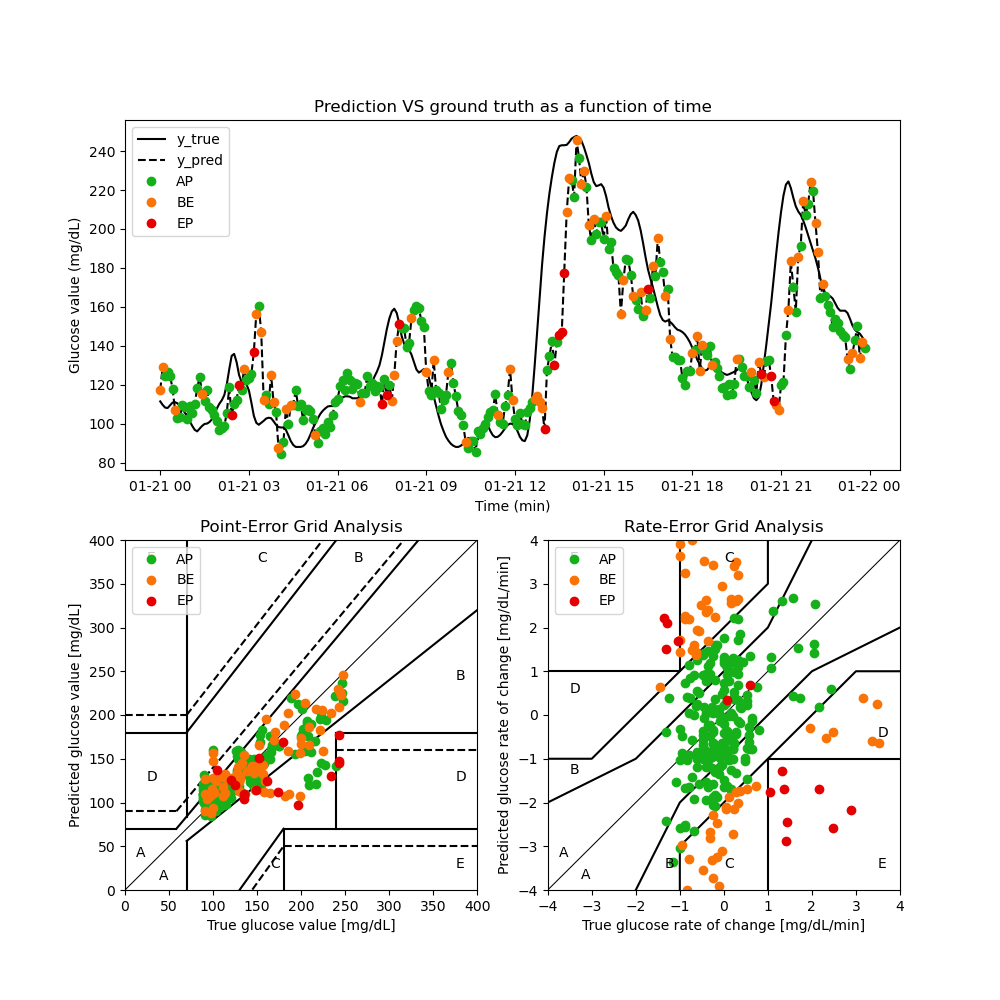 Prediction VS ground truth as a function of time
Glucose value (mg/dL)
240
220
200
180
160
140
120
100
80
y_true
y_pred
AP
BE
EP
01-21 00 01-21 03 01-21 06 01-21 09 01-21 12 01-21 15 01-21 18 01-21 21 01-22 00
Time (min)
Point-Error Grid Analysis
Predicted glucose value [mg/dL]
400
350
300
250
200
150
100
50
0
AP
BE
EP
C B
B
D D
A A C E
0 50 100 150 200 250 300 350 400
True glucose value [mg/dL]
Rate-Error Grid Analysis
Predicted glucose rate of change [mg/dL/min]
4
3
2
1
0
−1
−2
−3
−4
AP
BE
EP
C
D
D
B
A A B C E
−4 −3 −2 −1 0 1 2 3 4
True glucose rate of change [mg/dL/min]